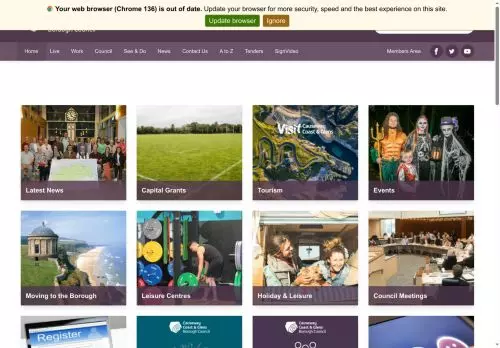 Your web browser (Chrome 136) is out of date. Update your browser for more security, speed and the best experience on this site.
Update browser Ignore
Borough Council
Home Live Work Council See & Do News Contact Us A to Z Tenders SignVideo Members Area
Latest News
Capital Grants
Visit Causeway Coast & Glens
Tourism
Events
Moving to the Borough
Leisure Centres
Holiday & Leisure
Council Meetings
Register
Causeway
Coast & Glens
Borough Council
Causeway
Coast & Glens
Borough Council